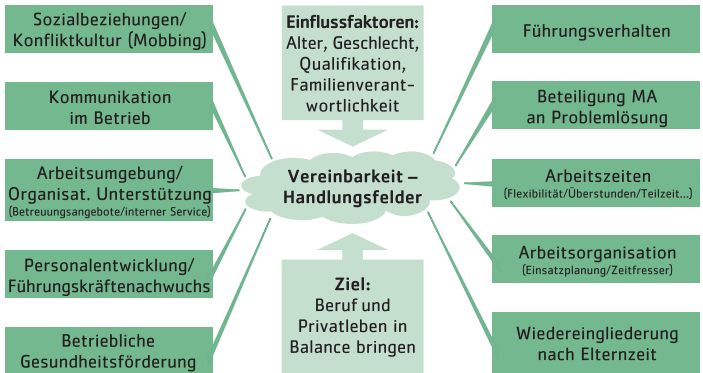 Sozialbeziehungen/
Konfliktkultur (Mobbing)
Kommunikation
im Betrieb
Arbeitsumgebung/
Organisat. Unterstützung
(Betreuungsangebote/interner Service)
Personalentwicklung/
Führungskräftenachwuchs
Betriebliche
Gesundheitsförderung
Einflussfaktoren:
Alter, Geschlecht,
Qualifikation,
Familienverant-
wortlichkeit
Vereinbarkeit –
Handlungsfelder
Ziel:
Beruf und
Privatleben in
Balance bringen
Führungsverhalten
Beteiligung MA
an Problemlösung
Arbeitszeiten
(Flexibilität/Überstunden/Teilzeit...)
Arbeitsorganisation
(Einsatzplanung/Zeitfresser)
Wiedereingliederung
nach Elternzeit